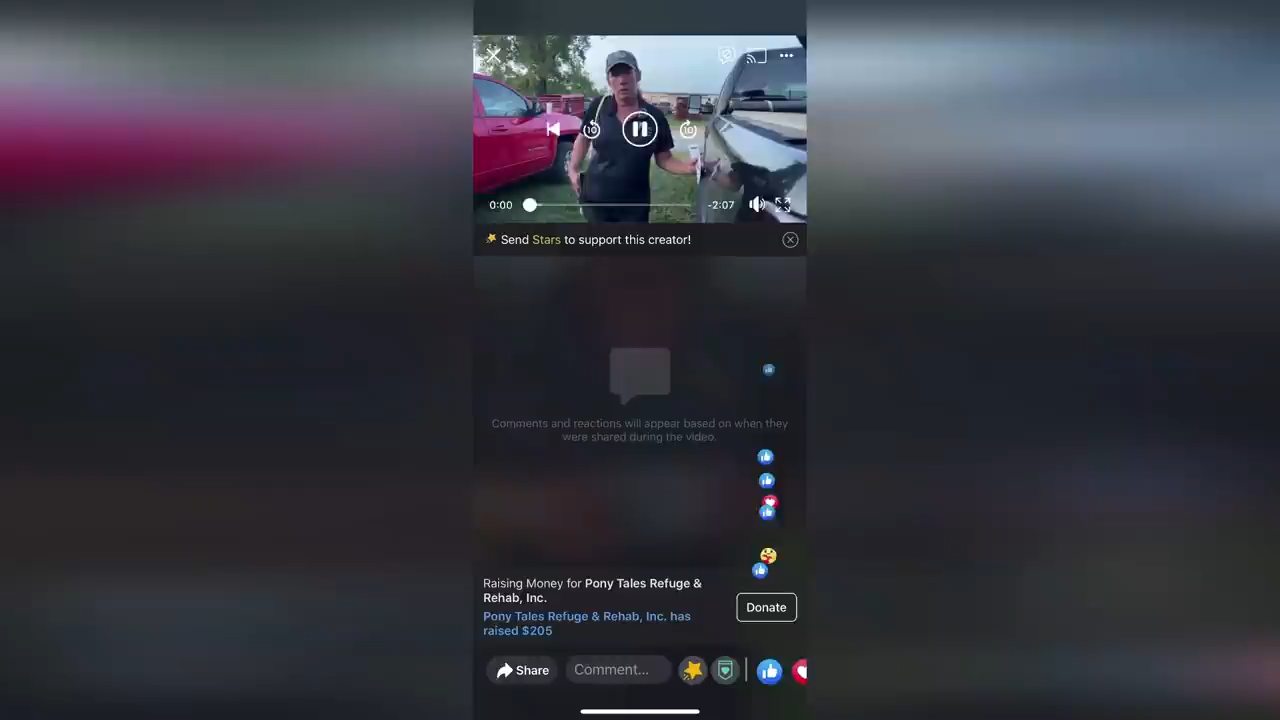 10
10
0:00
-2:07
Send Stars to support this creator!
Comments and reactions will appear based on when they
were shared during the video.
Raising Money for Pony Tales Refuge &
Rehab, Inc.
Pony Tales Refuge & Rehab, Inc. has
raised $205
Donate
Share
Comment...